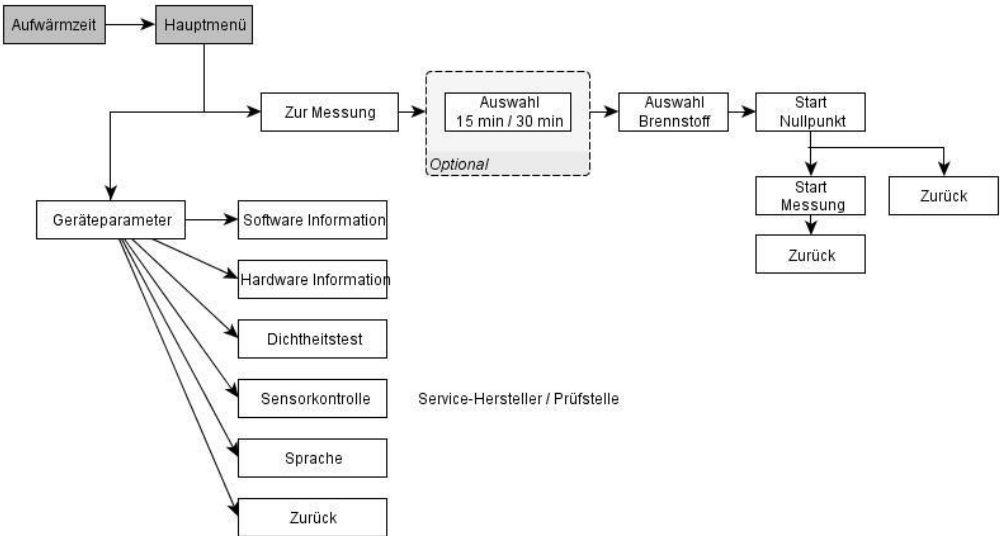 Aufwärmzeit
Hauptmenü
Zur Messung
Auswahl
15 min / 30 min
Optional
Auswahl
Brennstoff
Start
Nullpunkt
Start
Messung
Zurück
Zurück
Geräteparameter
Software Information
Hardware Information
Dichtheitstest
Sensorkontrolle
Service-Hersteller / Prüfstelle
Sprache
Zurück